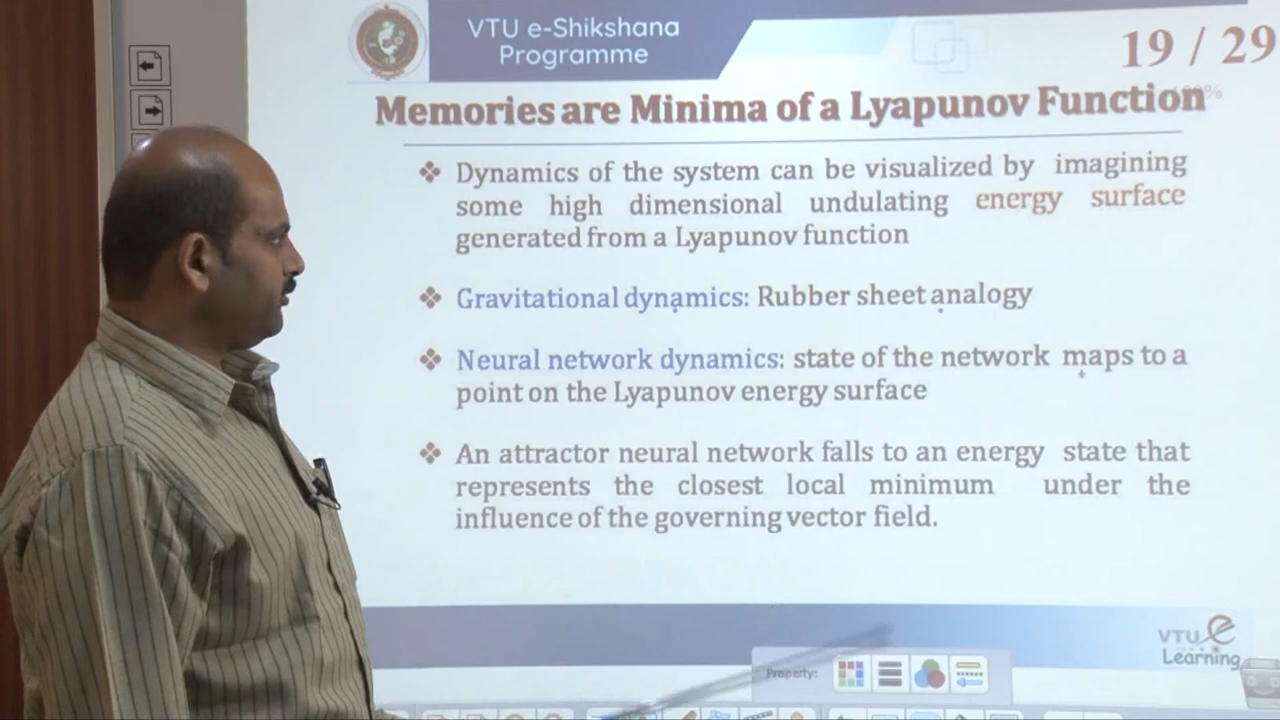 VTU e-Shikshana
Programme
19 / 29
Memories are Minima of a Lyapunov Function
❖ Dynamics of the system can be visualized by imagining
some high dimensional undulating energy surface
generated from a Lyapunov function
❖ Gravitational dynamics: Rubber sheet analogy
❖ Neural network dynamics: state of the network maps to a
point on the Lyapunov energy surface
❖ An attractor neural network falls to an energy state that
represents the closest local minimum under the
influence of the governing vector field.
VTU e
Learning
Property: